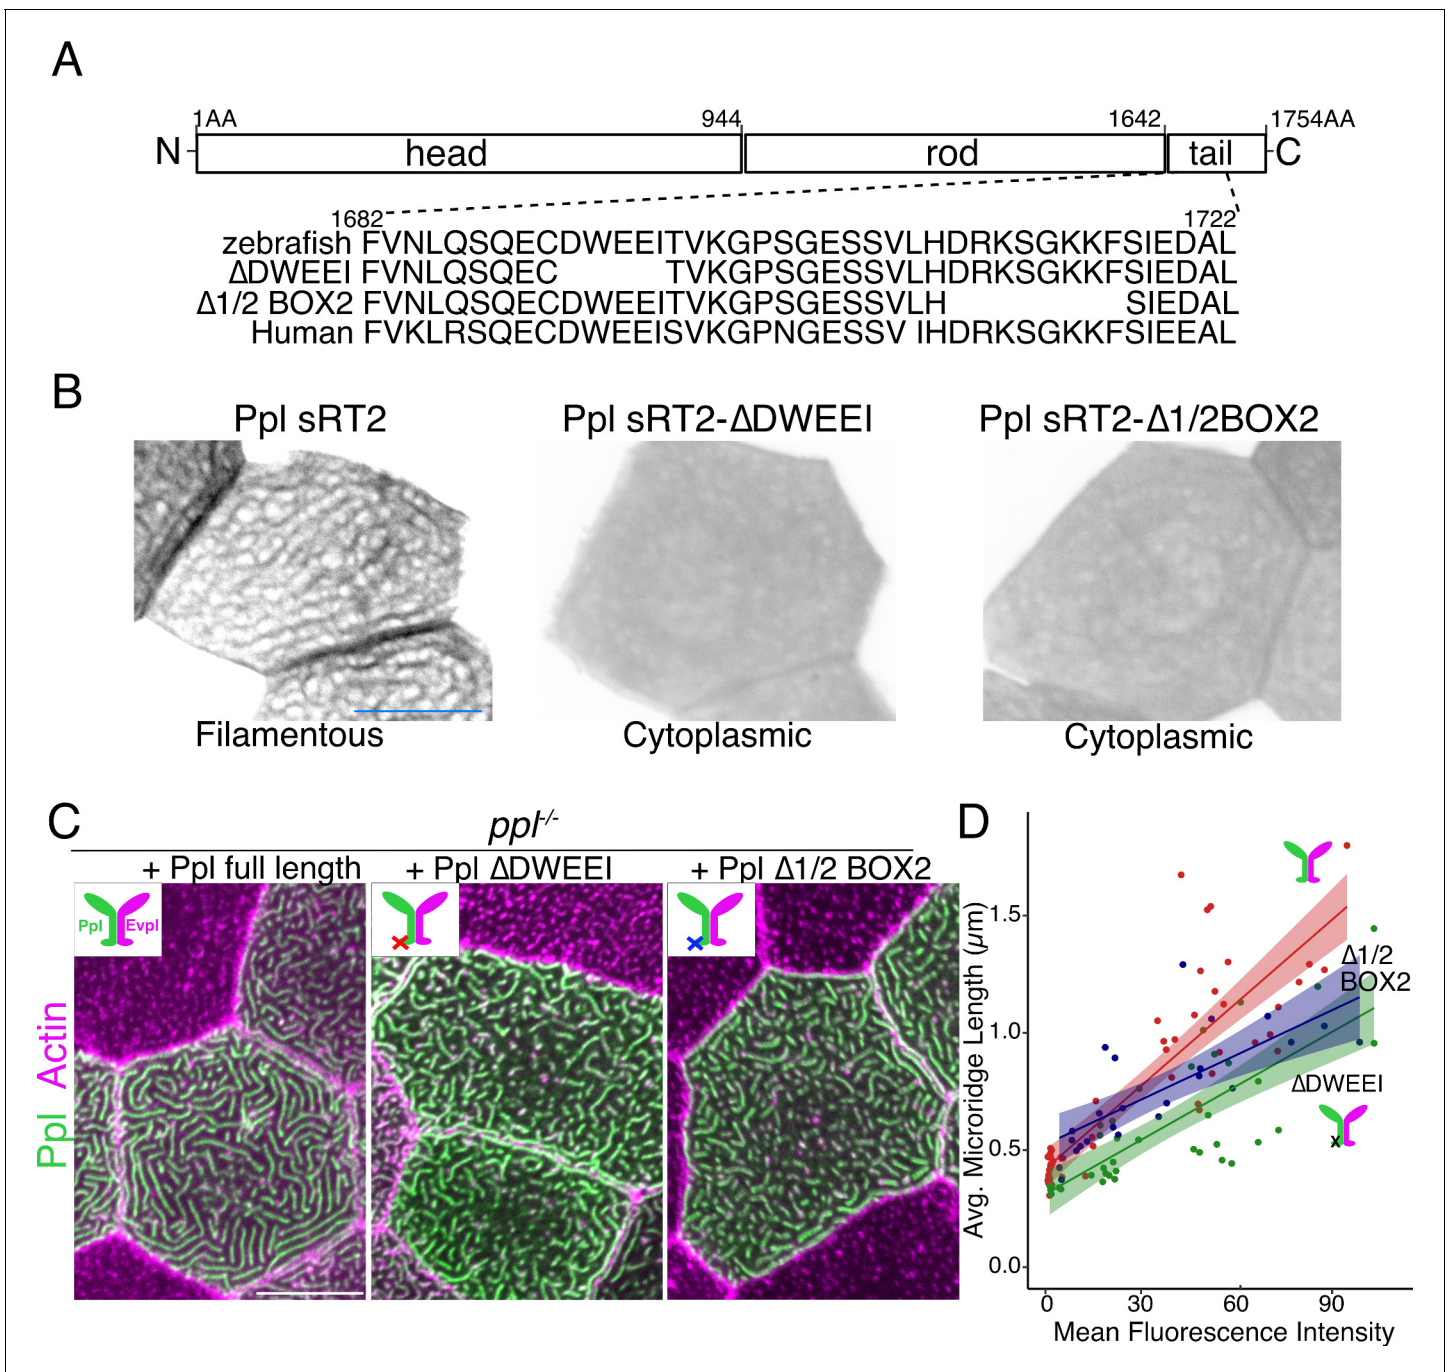 A
1AA 944 1642 1754AA
N head rod tail C
1682 1722
zebrafish FVNLQSQECDWEEITVKGPSGESSVLHDRKSGKKFSIEDAL
ΔDWEEI FVNLQSQEC TVKGPSGESSVLHDRKSGKKFSIEDAL
Δ1/2 BOX2 FVNLQSQECDWEEITVKGPSGESSVLH SIEDAL
Human FVKLRSQECDWEEISVKGPNGESSV IHDRKSGKKFSIEEAL
B
Ppl sRT2 Ppl sRT2-ΔDWEEI Ppl sRT2-Δ1/2BOX2
Filamentous Cytoplasmic Cytoplasmic
C
ppl-/-
+ Ppl full length + Ppl ΔDWEEI + Ppl Δ1/2 BOX2
Ppl Evpl
Ppl Actin
D
Avg. Microridge Length (µm)
1.5
1.0
0.5
0.0
Δ1/2
BOX2
ΔDWEEI
x
0 30 60 90
Mean Fluorescence Intensity